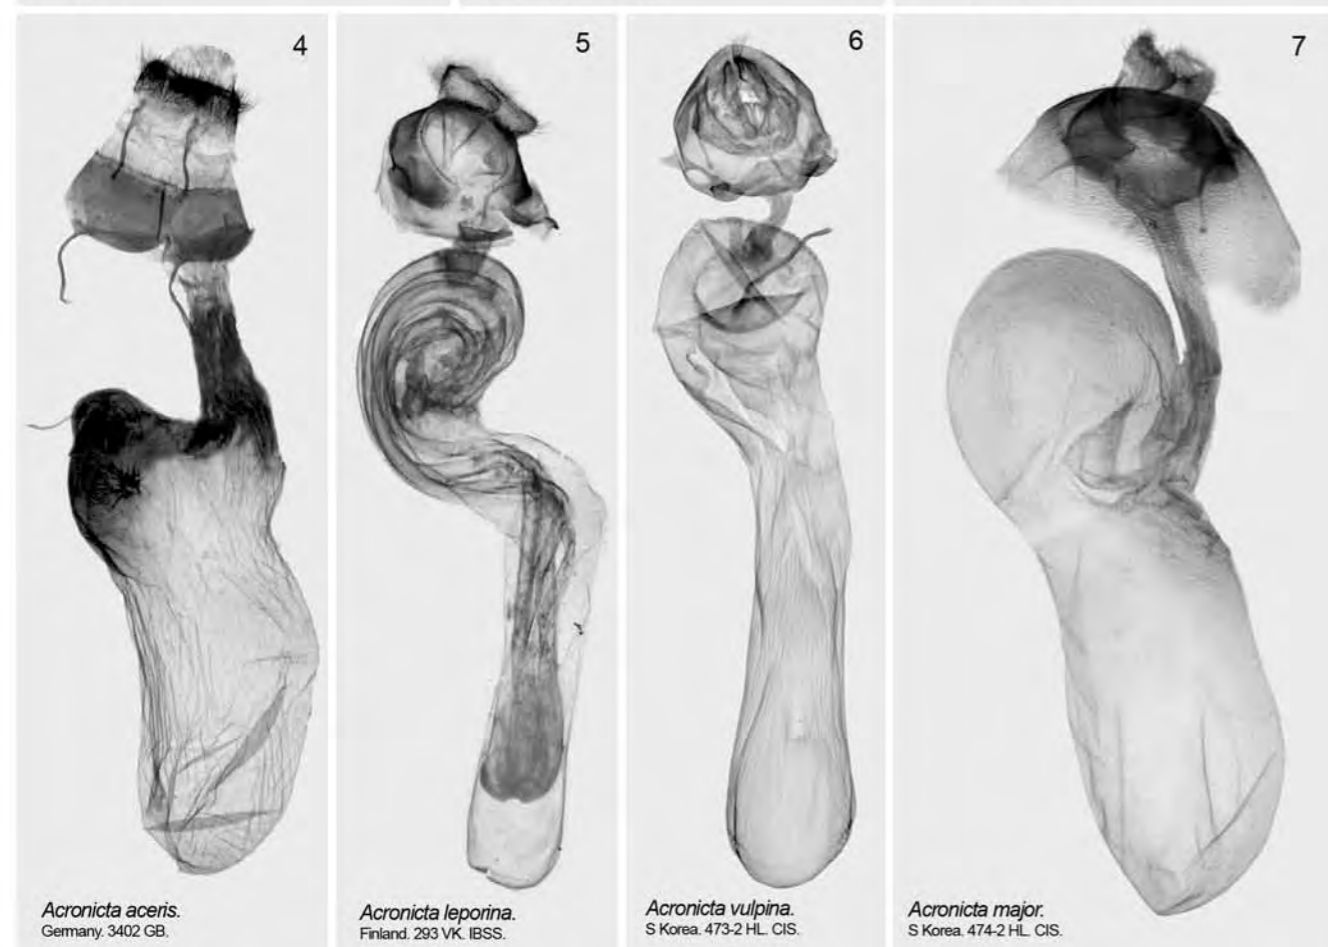 4
5
6
7
Acronicta aceris.
Germany. 3402 GB.
Acronicta leporina.
Finland. 293 VK. IBSS.
Acronicta vulpina.
S Korea. 473-2 HL. CIS.
Acronicta major.
S Korea. 474-2 HL. CIS.